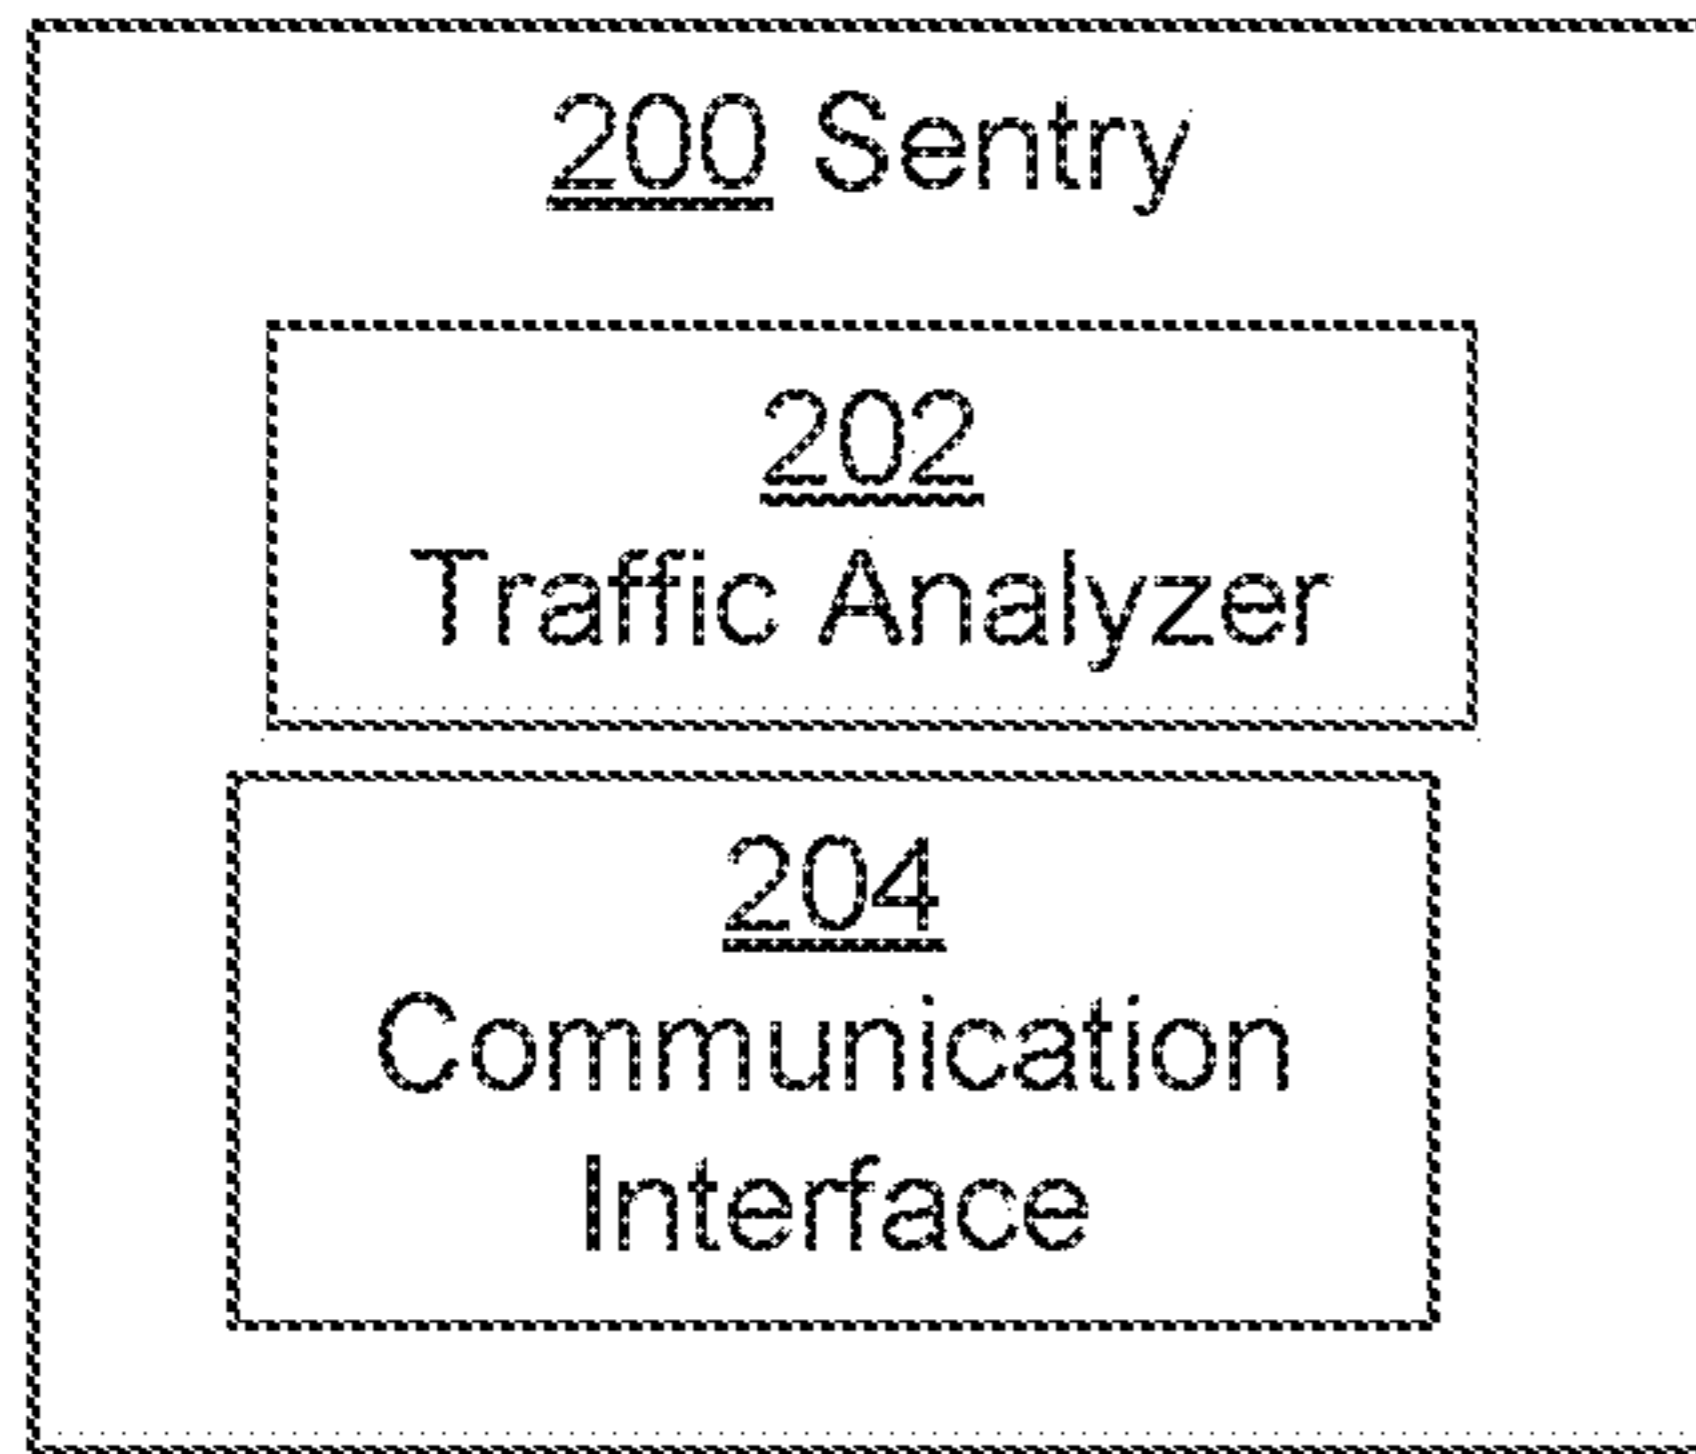 200 Sentry
202
Traffic Analyzer
204
Communication
Interface